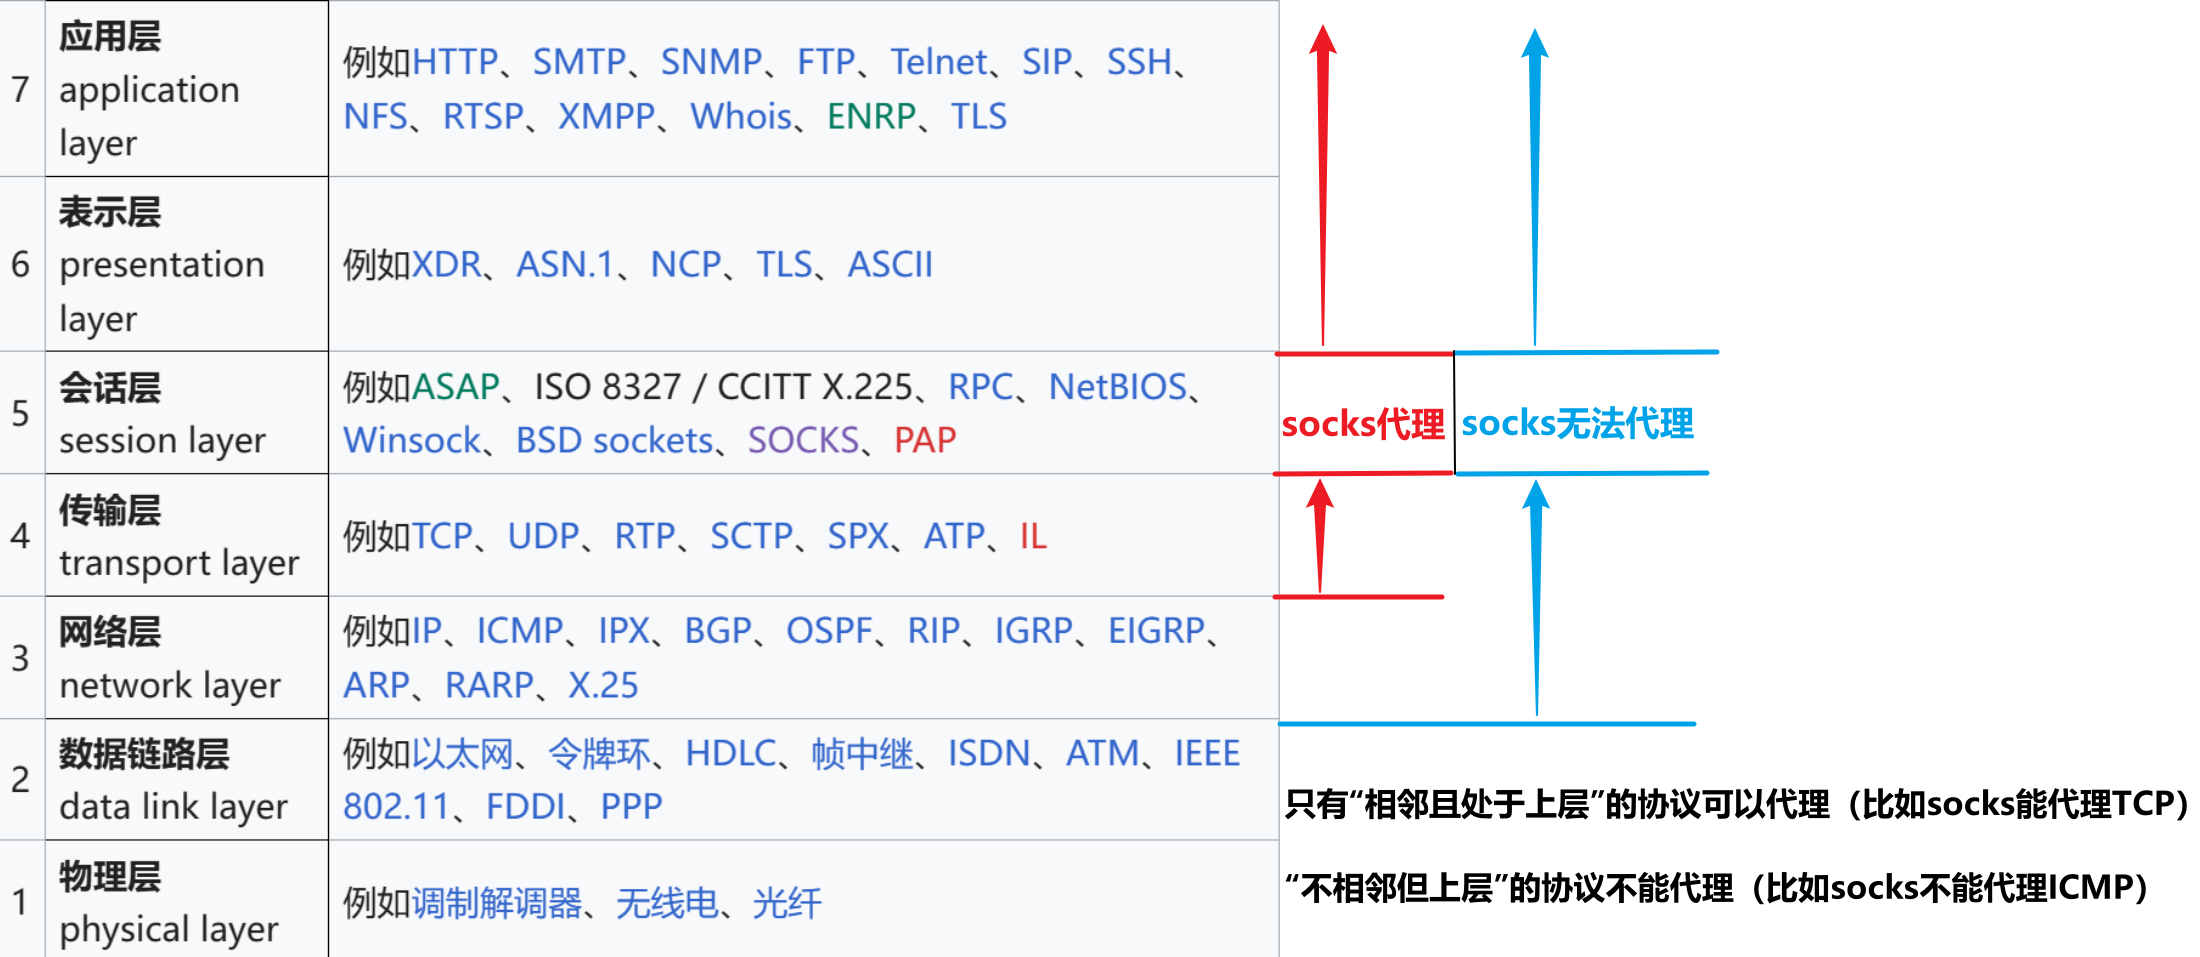 7
应用层
application
layer
例如HTTP、SMTP、SNMP、FTP、Telnet、SIP、SSH、
NFS、RTSP、XMPP、Whois、ENRP、TLS
6
表示层
presentation
layer
例如XDR、ASN.1、NCP、TLS、ASCII
5
会话层
session layer
例如ASAP、ISO 8327 / CCITT X.225、RPC、NetBIOS、
Winsock、BSD sockets、SOCKS、PAP
socks代理
socks无法代理
4
传输层
transport layer
例如TCP、UDP、RTP、SCTP、SPX、ATP、IL
3
网络层
network layer
例如IP、ICMP、IPX、BGP、OSPF、RIP、IGRP、EIGRP、
ARP、RARP、X.25
2
数据链路层
data link layer
例如以太网、令牌环、HDLC、帧中继、ISDN、ATM、IEEE
802.11、FDDI、PPP
1
物理层
physical layer
例如调制解调器、无线电、光纤
只有“相邻且处于上层”的协议可以代理（比如socks能代理TCP）
“不相邻但上层”的协议不能代理（比如socks不能代理ICMP）